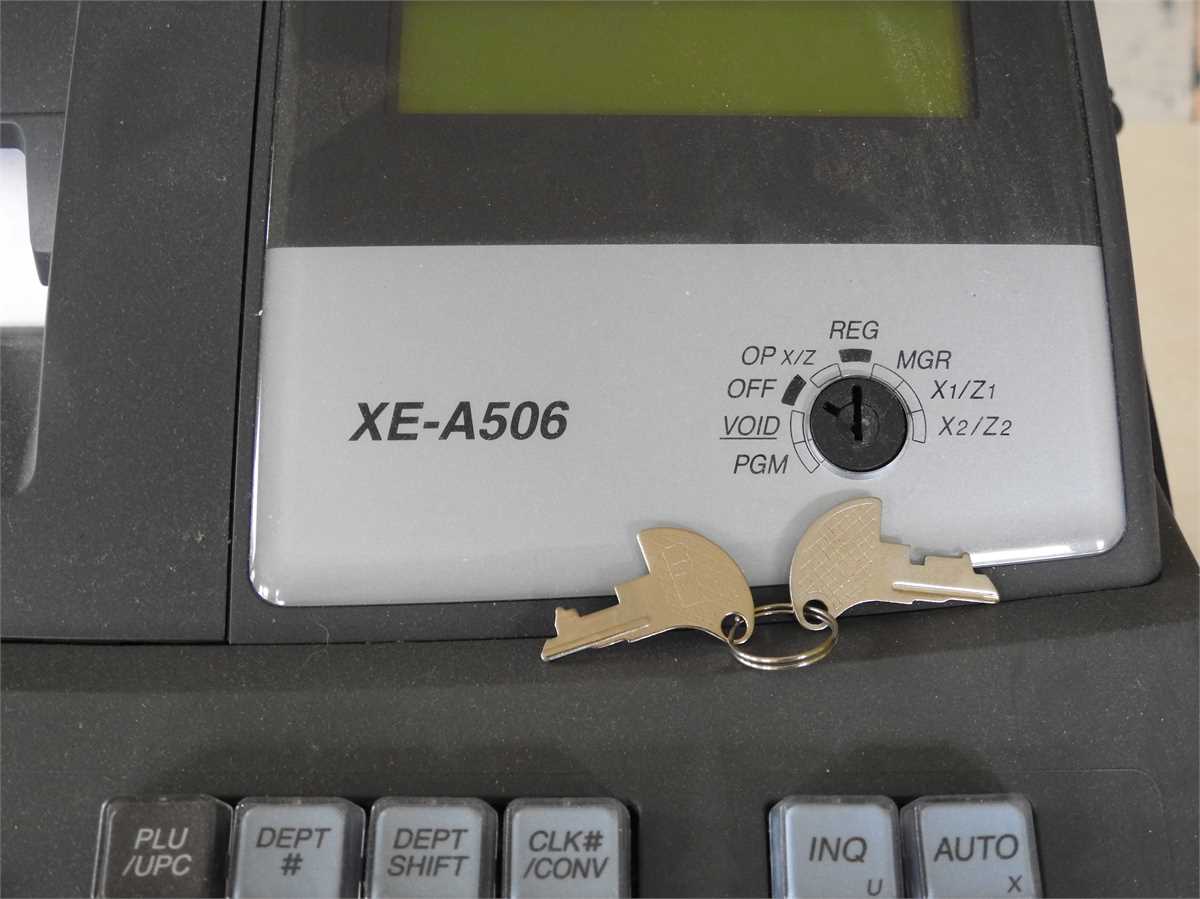 REG
OP X/Z
MGR
OFF
X1/Z1
XE-A506
VOID
X2/Z2
PGM
PLU
/UPC
DEPT
#
DEPT
SHIFT
CLK#
/CONV
INQ
U
AUTO
X